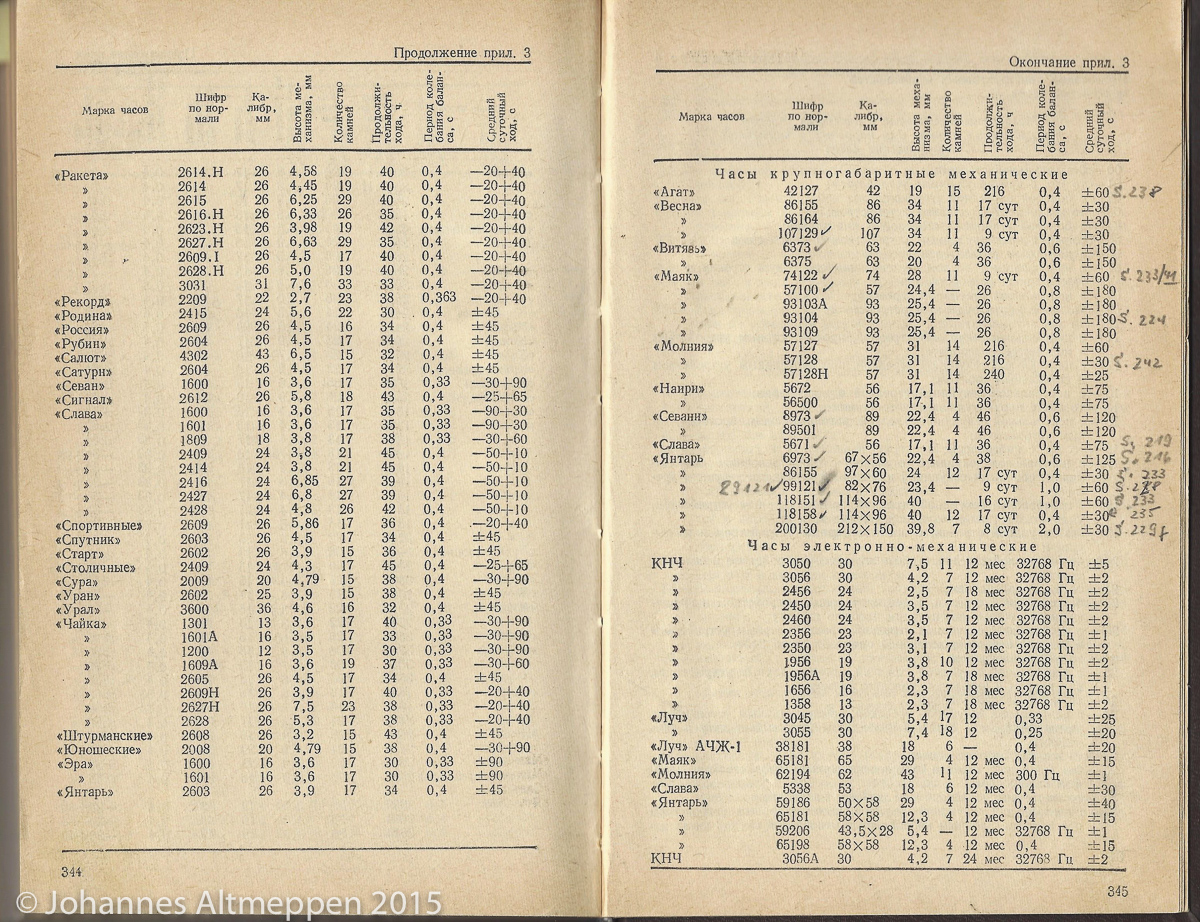 Продолжение прил. 3
Марка часов Шифр по нор- мали Ка- либр, мм Высота ме- ханизма, мм Количество камней Продолжи- тельность хода, ч Период коле- бания балан- са, с Средний суточный ход, с
«Ракета» 2614.Н 26 4,58 19 40 0,4 —20+40
» 2614 26 4,45 19 40 0,4 —20+40
» 2615 26 6,25 29 40 0,4 —20+40
» 2616.Н 26 6,33 26 35 0,4 —20+40
» 2623.Н 26 3,98 19 42 0,4 —20+40
» 2627.Н 26 6,63 29 35 0,4 —20+40
» 2609.I 26 4,5 17 40 0,4 —20+40
» 2628.Н 26 5,0 19 40 0,4 —20+40
» 3031 31 7,6 33 33 0,4 —20+40
«Рекорд» 2209 22 2,7 23 38 0,363 —20+40
«Родина» 2415 24 5,6 22 30 0,4 ±45
«Россия» 2609 26 4,5 16 34 0,4 ±45
«Рубин» 2604 26 4,5 17 34 0,4 ±45
«Салют» 4302 43 6,5 15 32 0,4 ±45
«Сатурн» 2604 26 4,5 17 34 0,4 ±45
«Севан» 1600 16 3,6 17 35 0,33 —30+90
«Сигнал» 2612 26 5,8 18 43 0,4 —25+65
«Слава» 1600 16 3,6 17 35 0,33 —90+30
» 1601 16 3,6 17 35 0,33 —90+30
» 1809 18 3,8 17 38 0,33 —30+60
» 2409 24 3,8 21 45 0,4 —50+10
» 2414 24 3,8 21 45 0,4 —50+10
» 2416 24 6,85 27 39 0,4 —50+10
» 2427 24 6,8 27 39 0,4 —50+10
» 2428 24 4,8 26 42 0,4 —50+10
«Спортивные» 2609 26 5,86 17 36 0,4 —20+40
«Спутник» 2603 26 4,5 17 34 0,4 ±45
«Старт» 2602 26 3,9 15 36 0,4 ±45
«Столичные» 2409 24 4,3 17 45 0,4 —25+65
«Сура» 2009 20 4,79 15 38 0,4 —30+90
«Уран» 2602 25 3,9 15 38 0,4 ±45
«Урал» 3600 36 4,6 16 32 0,4 ±45
«Чайка» 1301 13 3,6 17 40 0,33 —30+90
» 1601А 16 3,5 17 33 0,33 —30+90
» 1200 12 3,5 17 30 0,33 —30+90
» 1609А 16 3,6 19 37 0,33 —30+60
» 2605 26 4,5 17 34 0,4 ±45
» 2609Н 26 3,9 17 40 0,33 —20+40
» 2627Н 26 7,5 23 38 0,33 —20+40
» 2628 26 5,3 17 38 0,33 —20+40
«Штурманские» 2608 26 3,2 15 43 0,4 ±45
«Юношеские» 2008 20 4,79 15 38 0,4 —30+90
«Эра» 1600 16 3,6 17 30 0,33 ±90
» 1601 16 3,6 17 30 0,33 ±90
«Янтарь» 2603 26 3,9 17 34 0,4 ±45
344
Окончание прил. 3
Марка часов Шифр по нор- мали Ка- либр, мм Высота меха- низма, мм Количество камней Продолжи- тельность хода, ч Период коле- бания балан- са, с Средний суточный ход, с
Часы крупногабаритные механические
«Агат» 42127 42 19 15 216 0,4 ±60 S. 238
«Весна» 86155 86 34 11 17 сут 0,4 ±30
» 86164 86 34 11 17 сут 0,4 ±30
» 107129 ✓ 107 34 11 9 сут 0,4 ±30
«Витязь» 6373 ✓ 63 22 4 36 0,6 ±150
» 6375 63 20 4 36 0,6 ±150
«Маяк» 74122 ✓ 74 28 11 9 сут 0,4 ±60 S. 233/
» 57100 ✓ 57 24,4 — 26 0,8 ±180
» 93103А 93 25,4 — 26 0,8 ±180
» 93104 93 25,4 — 26 0,8 ±180 S. 224
» 93109 93 25,4 — 26 0,8 ±180
«Молния» 57127 57 31 14 216 0,4 ±60
» 57128 57 31 14 216 0,4 ±30 S. 242
» 57128Н 57 31 14 240 0,4 ±25
«Наири» 5672 56 17,1 11 36 0,4 ±75
» 56500 56 17,1 11 36 0,4 ±75
«Севани» 8973 ✓ 89 22,4 4 46 0,6 ±120
» 89501 89 22,4 4 46 0,6 ±120
«Слава» 5671 ✓ 56 17,1 11 36 0,4 ±75 S. 219
«Янтарь 6973 ✓ 67×56 22,4 4 38 0,6 ±125 S. 216
» 86155 97×60 24 12 17 сут 0,4 ±30 S. 233
» 89121 ✓ 99121 ✓ 82×76 23,4 — 9 сут 1,0 ±60 S.
» 118151 ✓ 114×96 40 — 16 сут 1,0 ±60 S. 233
» 118158 ✓ 114×96 40 12 17 сут 0,4 ±30 235
» 200130 212×150 39,8 7 8 сут 2,0 ±30 S. 229f
Часы электронно-механические
КНЧ 3050 30 7,5 11 12 мес 32768 Гц ±5
» 3056 30 4,2 7 12 мес 32768 Гц ±2
» 2456 24 2,5 7 18 мес 32768 Гц ±2
» 2450 24 3,5 7 12 мес 32768 Гц ±2
» 2460 24 3,5 7 12 мес 32768 Гц ±2
» 2356 23 2,1 7 12 мес 32768 Гц ±1
» 2350 23 3,1 7 12 мес 32768 Гц ±2
» 1956 19 3,8 10 12 мес 32768 Гц ±2
» 1956А 19 3,8 7 18 мес 32768 Гц ±1
» 1656 16 2,3 7 18 мес 32768 Гц ±1
» 1358 13 2,3 7 18 мес 32768 Гц ±2
«Луч» 3045 30 5,4 17 12 0,33 ±25
» 3055 30 7,4 18 12 0,25 ±20
«Луч» АЧЖ-1 38181 38 18 6 — 0,4 ±20
«Маяк» 65181 65 29 4 12 мес 0,4 ±15
«Молния» 62194 62 43 11 12 мес 300 Гц ±1
«Слава» 5338 53 18 6 12 мес 0,4 ±30
«Янтарь» 59186 50×58 29 4 12 мес 0,4 ±40
» 65181 58×58 12,3 4 12 мес 0,4 ±15
» 59206 43,5×28 5,4 — 12 мес 32768 Гц ±1
» 65198 58×58 12,3 4 12 мес 0,4 ±15
КНЧ 3056А 30 4,2 7 24 мес 32768 Гц ±2
345
© Johannes Altmeppen 2015